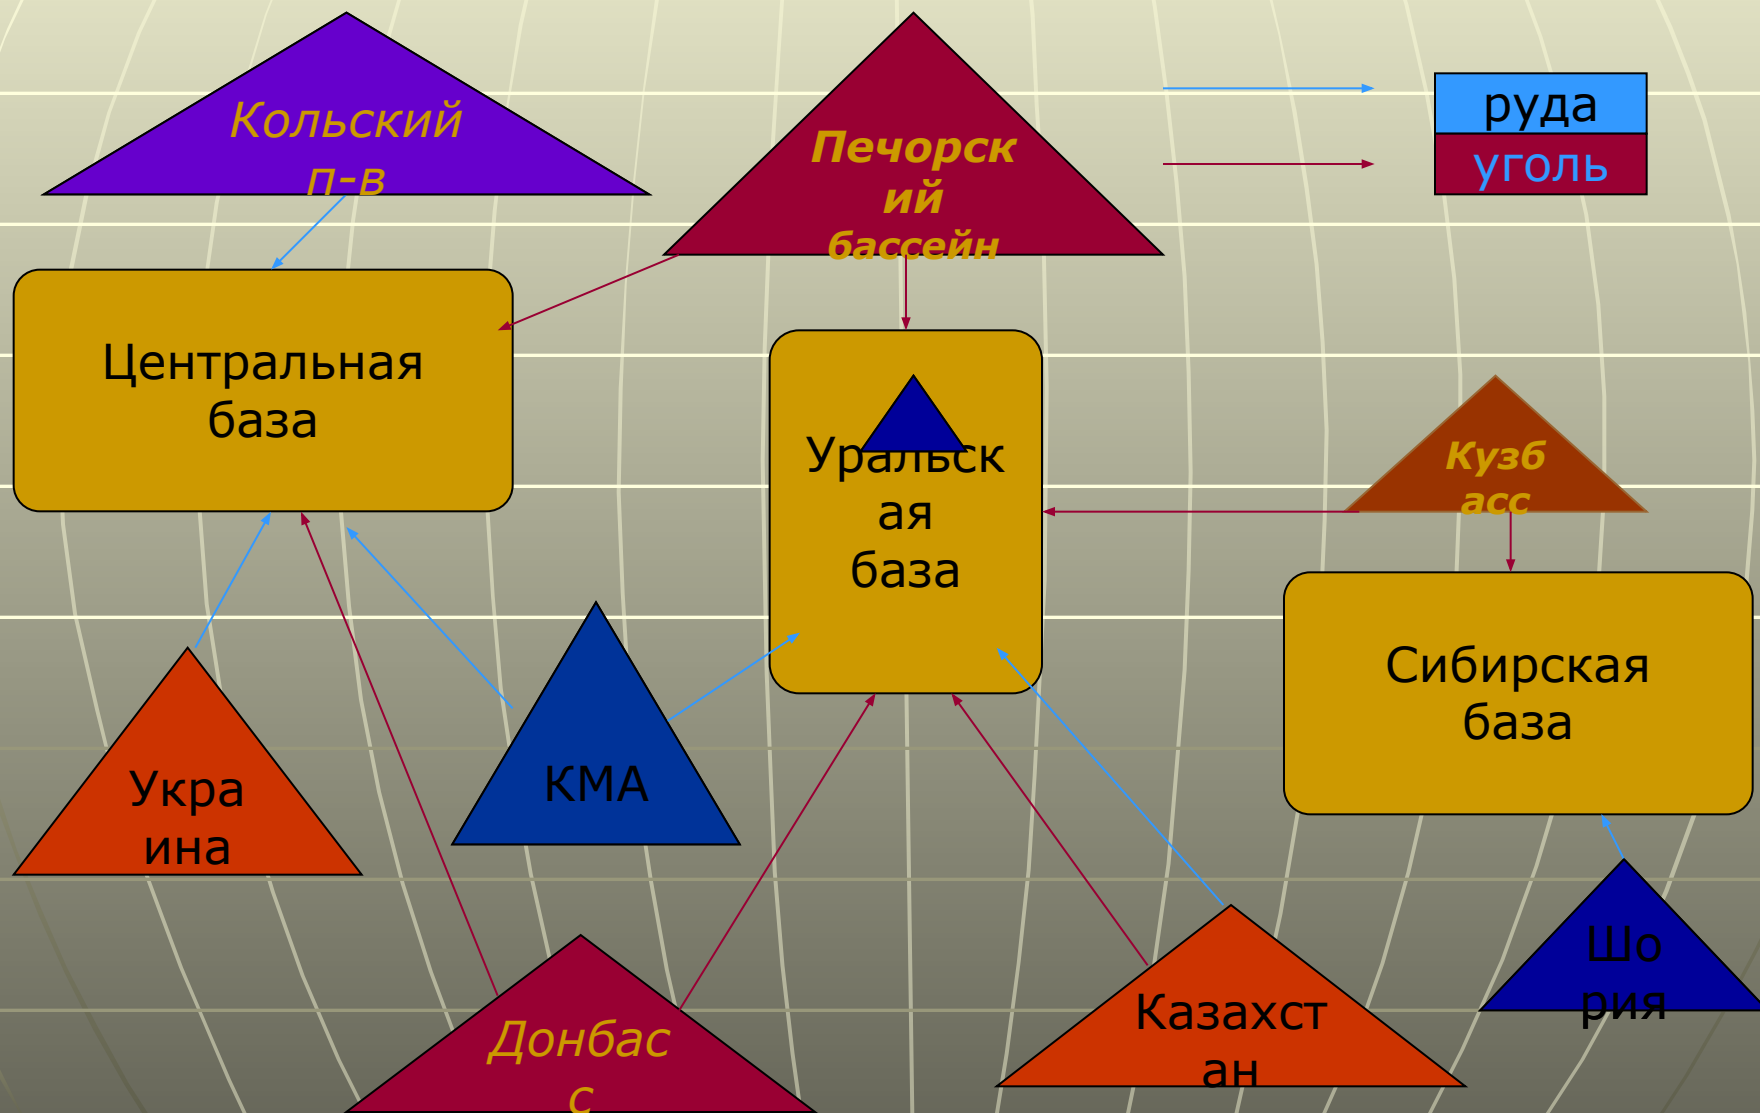 Кольский
п-в
Печорск
ий
бассейн
руда
уголь
Центральная
база
Уральск
ая
база
Кузб
асс
Сибирская
база
Укра
ина
КМА
Шо
рия
Донбас
с
Казахст
ан